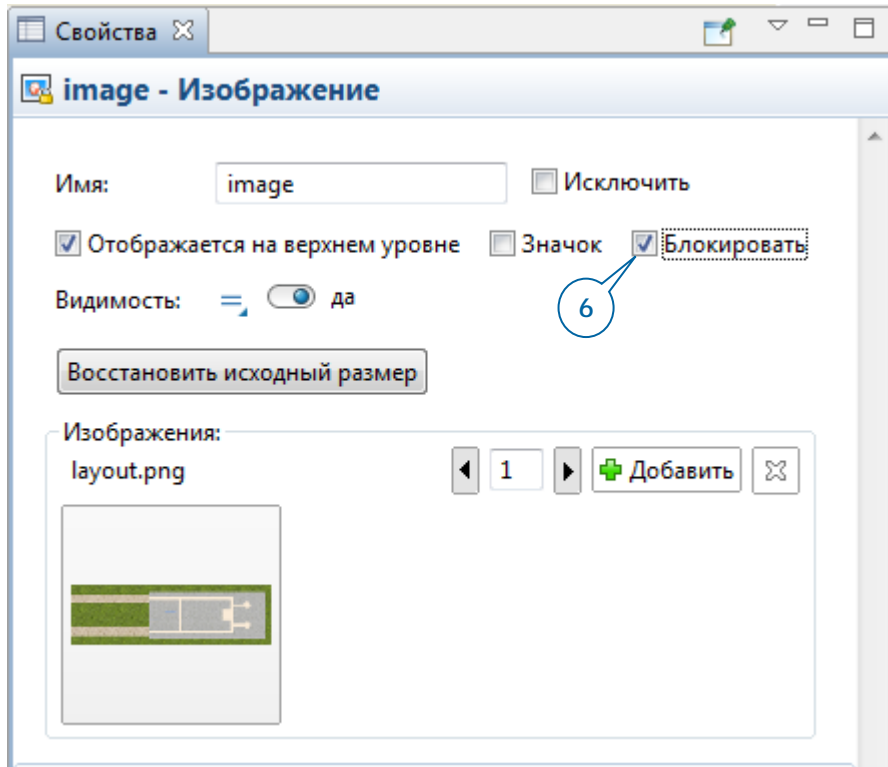 Свойства
image - Изображение
Имя: image Исключить
Отображается на верхнем уровне Значок Блокировать
Видимость: = да
6
Восстановить исходный размер
Изображения:
layout.png 1 Добавить